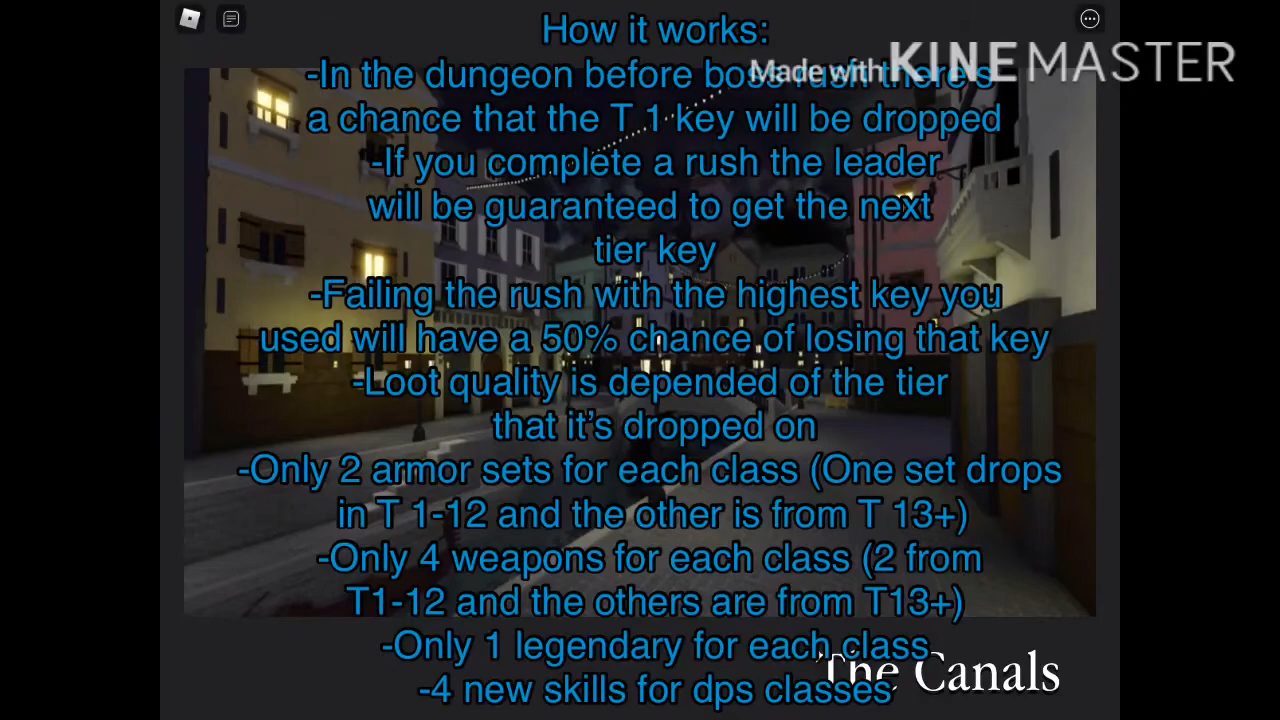 How it works:
Made with KINEMASTER
-In the dungeon before boss rush there's
a chance that the T 1 key will be dropped
-If you complete a rush the leader
will be guaranteed to get the next
tier key
-Failing the rush with the highest key you
used will have a 50% chance of losing that key
-Loot quality is depended of the tier
that it’s dropped on
-Only 2 armor sets for each class (One set drops
in T 1-12 and the other is from T 13+)
-Only 4 weapons for each class (2 from
T1-12 and the others are from T13+)
-Only 1 legendary for each class
The Canals
-4 new skills for dps classes